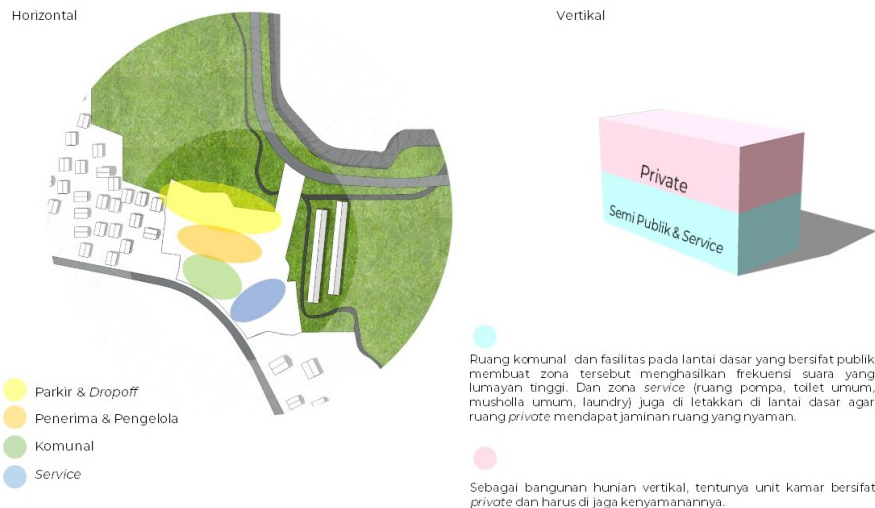 Horizontal
Vertikal
Private
Semi Publik & Service
Parkir & Dropoff
Penerima & Pengelola
Komunal
Service
Ruang komunal dan fasilitas pada lantai dasar yang bersifat publik
membuat zona tersebut menghasilkan frekuensi suara yang
lumayan tinggi. Dan zona service (ruang pompa, toilet umum,
musholla umum, laundry) juga di letakkan di lantai dasar agar
ruang private mendapat jaminan ruang yang nyaman.
Sebagai bangunan hunian vertikal, tentunya unit kamar bersifat
private dan harus di jaga kenyamanannya.